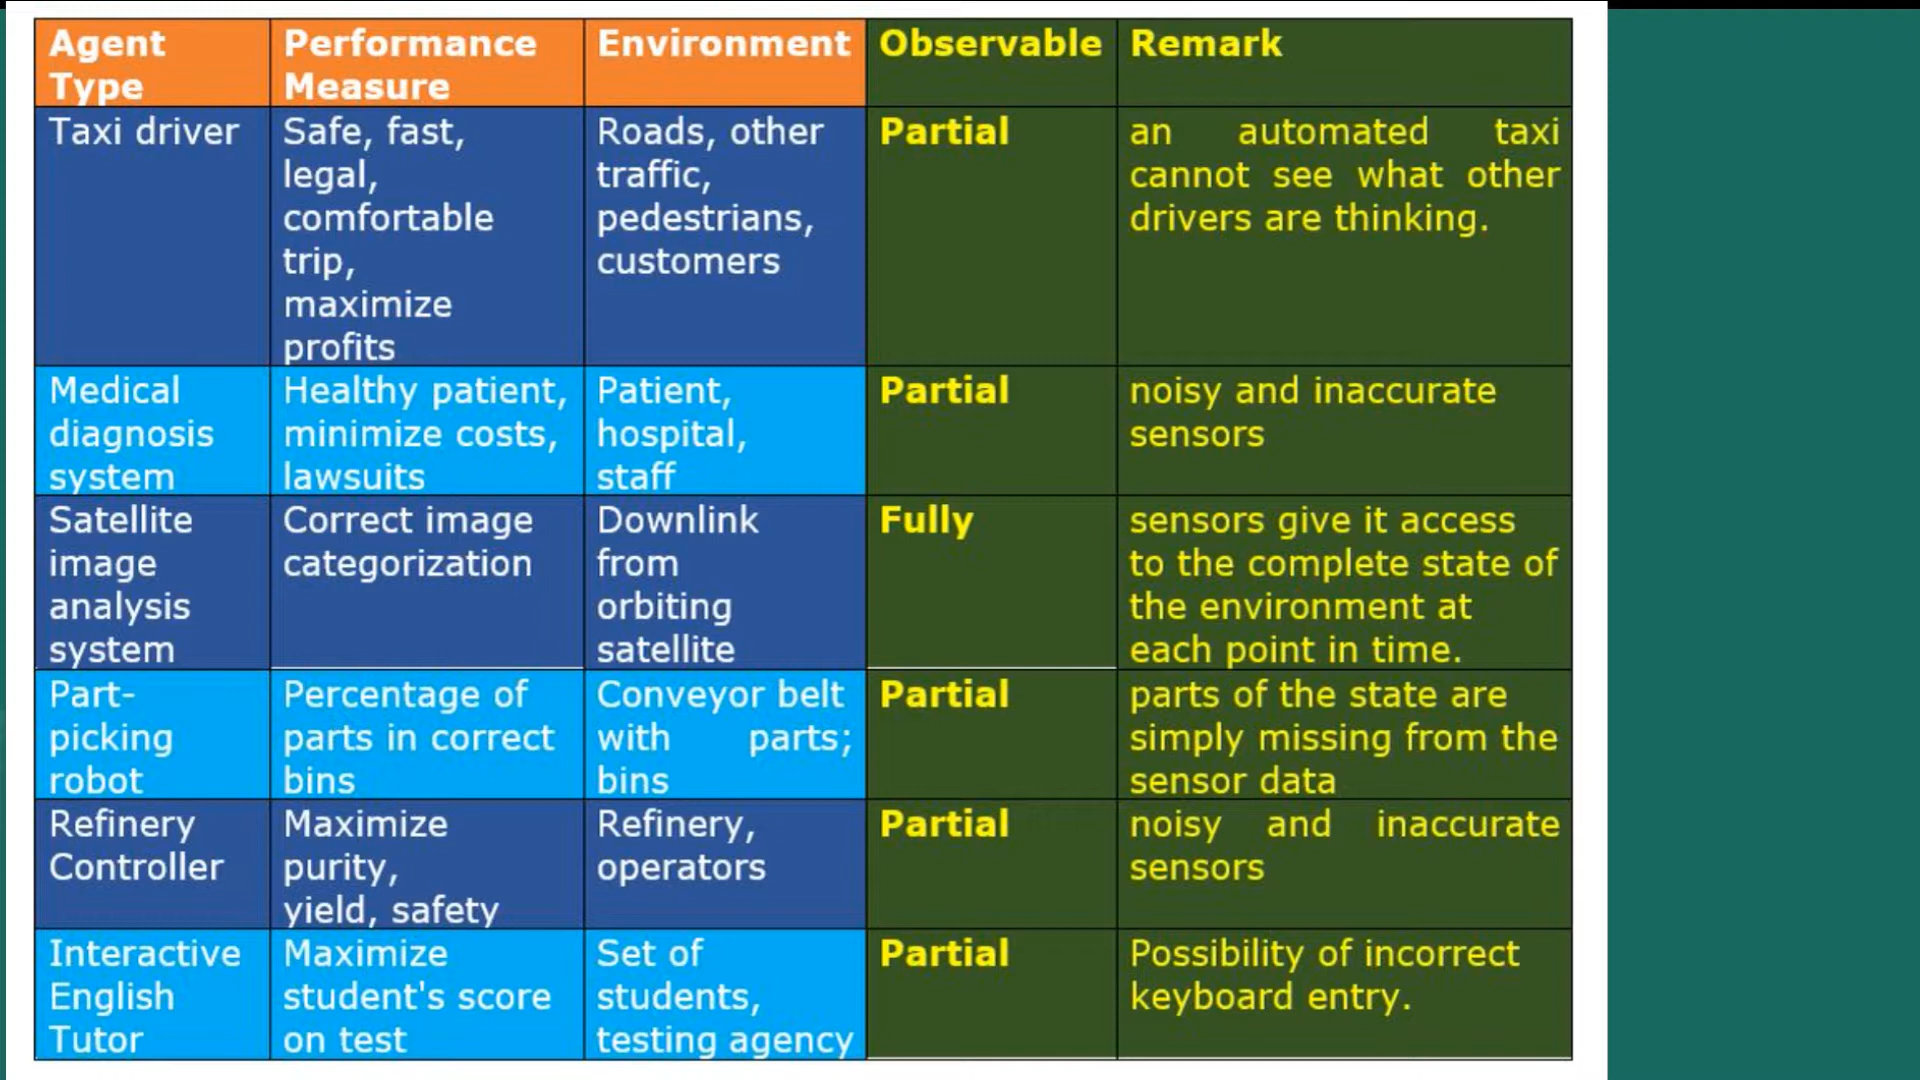 Agent Type
Performance Measure
Environment
Observable
Remark
Taxi driver
Safe, fast,
legal,
comfortable
trip,
maximize
profits
Roads, other
traffic,
pedestrians,
customers
Partial
an automated taxi
cannot see what other
drivers are thinking.
Medical
diagnosis
system
Healthy patient,
minimize costs,
lawsuits
Patient,
hospital,
staff
Partial
noisy and inaccurate
sensors
Satellite
image
analysis
system
Correct image
categorization
Downlink
from
orbiting
satellite
Fully
sensors give it access
to the complete state of
the environment at
each point in time.
Part-
picking
robot
Percentage of
parts in correct
bins
Conveyor belt
with parts;
bins
Partial
parts of the state are
simply missing from the
sensor data
Refinery
Controller
Maximize
purity,
yield, safety
Refinery,
operators
Partial
noisy and inaccurate
sensors
Interactive
English
Tutor
Maximize
student's score
on test
Set of
students,
testing agency
Partial
Possibility of incorrect
keyboard entry.